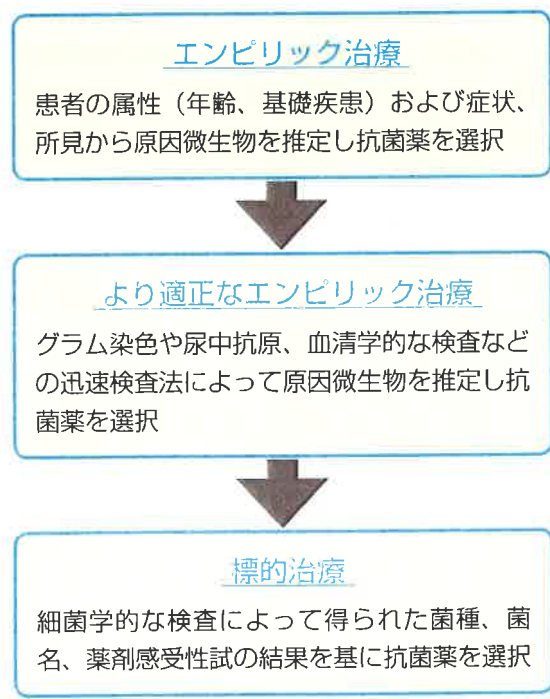 エンピリック治療
患者の属性（年齢、基礎疾患）および症状、
所見から原因微生物を推定し抗菌薬を選択
より適正なエンピリック治療
グラム染色や尿中抗原、血清学的な検査など
の迅速検査法によって原因微生物を推定し抗
菌薬を選択
標的治療
細菌学的な検査によって得られた菌種、菌
名、薬剤感受性試の結果を基に抗菌薬を選択